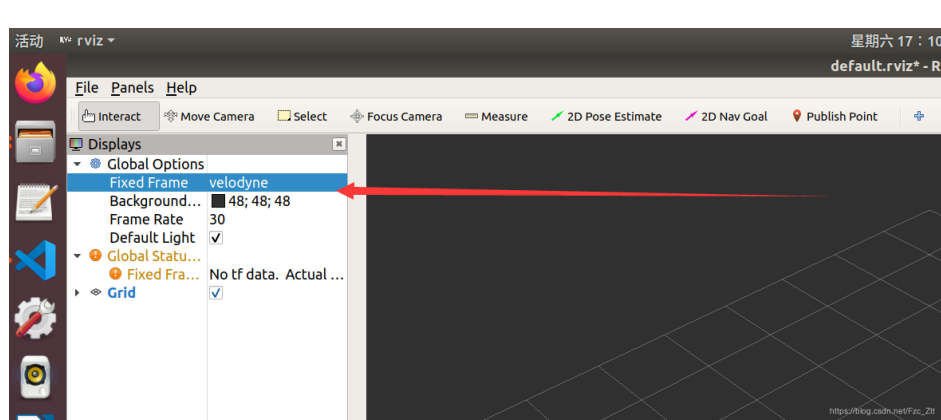 活动 rviz 星期六 17：10
default.rviz* - R
File Panels Help
Interact Move Camera Select Focus Camera Measure 2D Pose Estimate 2D Nav Goal Publish Point
Displays
Global Options
Fixed Frame velodyne
Backgroun… 48; 48; 48
Frame Rate 30
Default Light
Global Statu…
Fixed Fra… No tf data. Actual …
Grid
https://blog.csdn.net/Fzc_Ztt